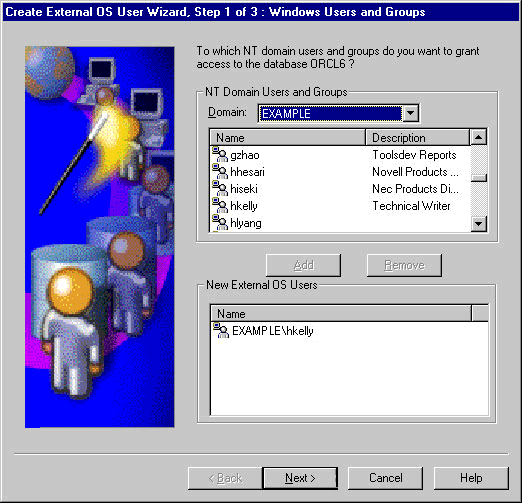 Create External OS User Wizard, Step 1 of 3 : Windows Users and Groups
To which NT domain users and groups do you want to grant
access to the database ORCL6 ?
NT Domain Users and Groups
Domain: EXAMPLE
Name Description
gzhao Toolsdev Reports
hhesari Novell Products ...
hiseki Nec Products Di...
hkelly Technical Writer
hlyang
Add Remove
New External OS Users
Name
EXAMPLE\hkelly
< Back Next > Cancel Help